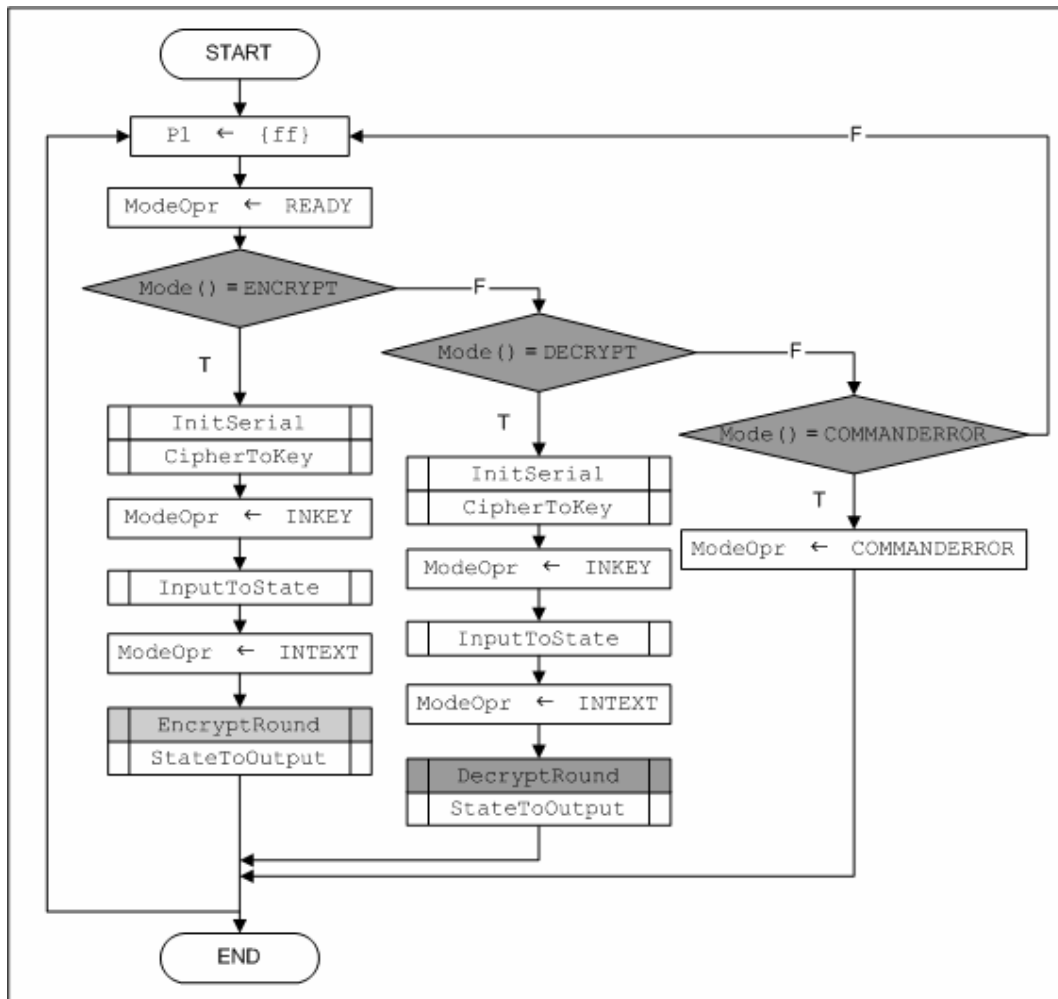 START
P1 ← {ff}
F
ModeOpr ← READY
Mode() = ENCRYPT
F
Mode() = DECRYPT
F
T
Mode() = COMMANDERROR
InitSerial
CipherToKey
T
InitSerial
CipherToKey
T
ModeOpr ← INKEY
ModeOpr ← COMMANDERROR
ModeOpr ← INKEY
InputToState
InputToState
ModeOpr ← INTEXT
ModeOpr ← INTEXT
EncryptRound
StateToOutput
DecryptRound
StateToOutput
END